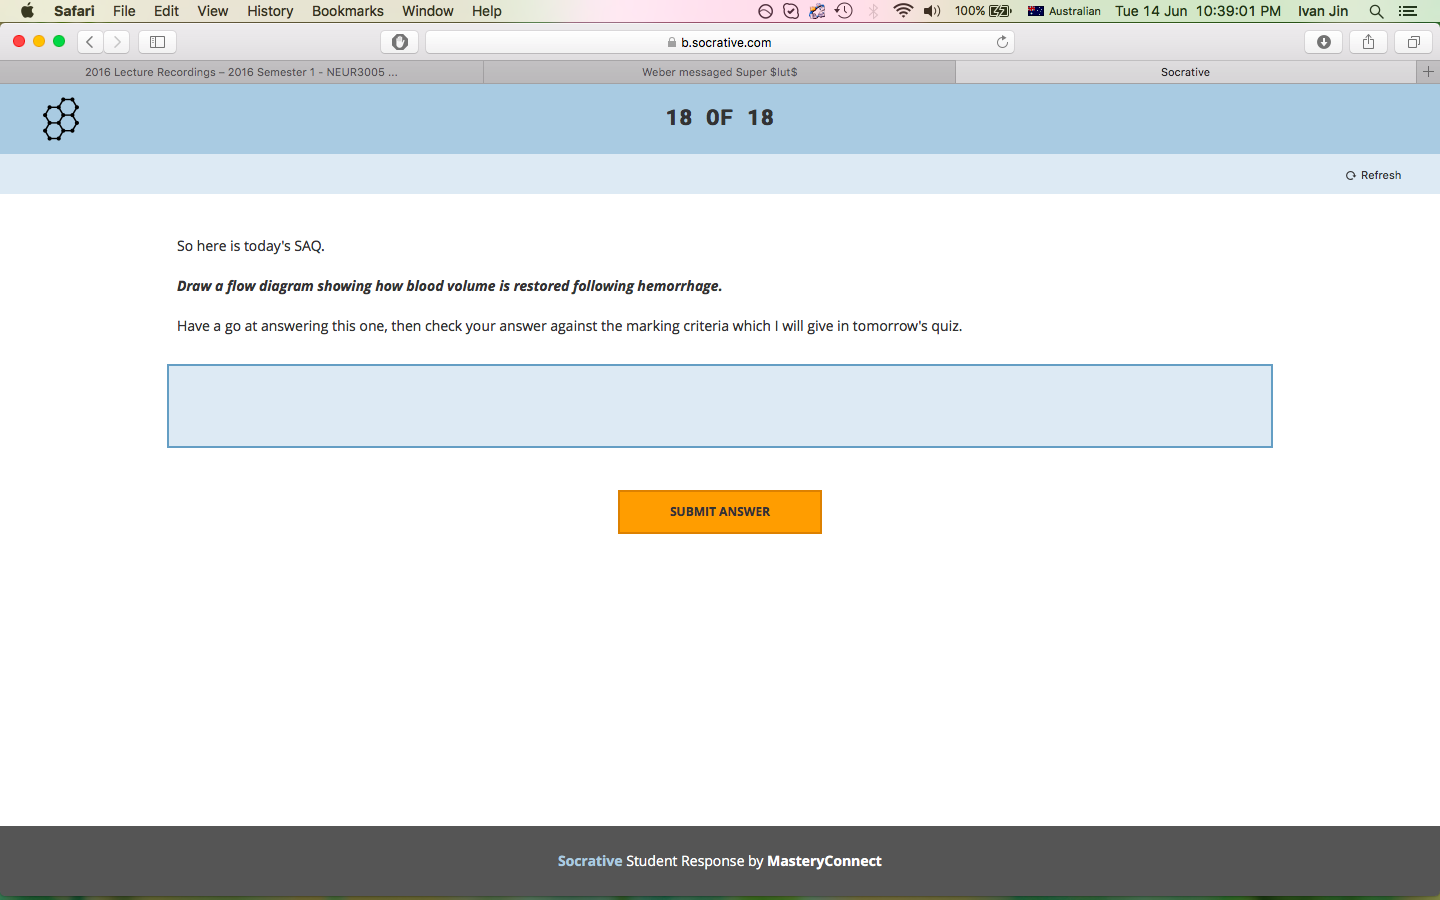 Safari File Edit View History Bookmarks Window Help 100% Australian Tue 14 Jun 10:39:01 PM Ivan Jin
b.socrative.com
2016 Lecture Recordings – 2016 Semester 1 - NEUR3005 ... Weber messaged Super $lut$ Socrative
18 OF 18
Refresh
So here is today's SAQ.
Draw a flow diagram showing how blood volume is restored following hemorrhage.
Have a go at answering this one, then check your answer against the marking criteria which I will give in tomorrow's quiz.
SUBMIT ANSWER
Socrative Student Response by MasteryConnect